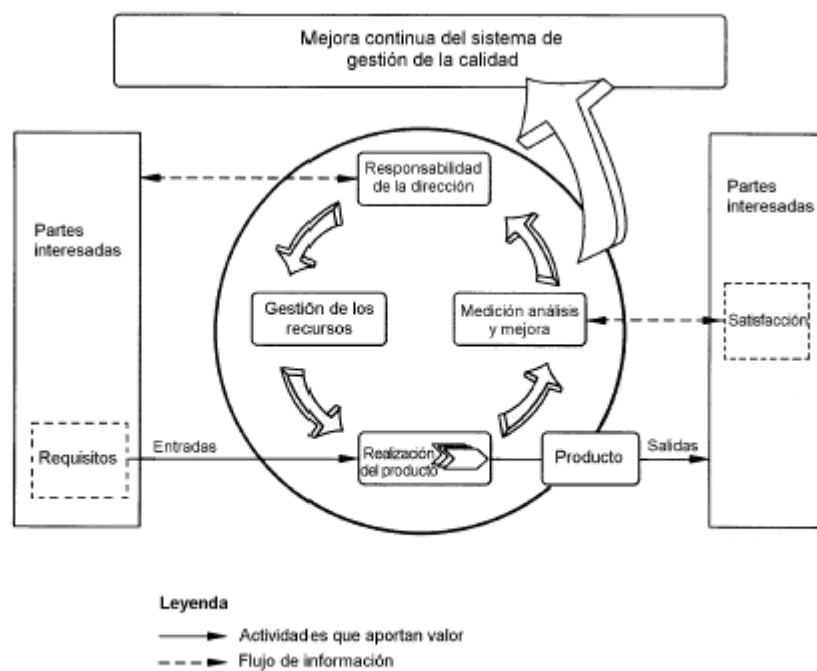 Mejora continua del sistema de
gestión de la calidad
Responsabilidad
de la dirección
Partes
interesadas
Partes
interesadas
Gestión de los
recursos
Medición análisis
y mejora
Satisfacción
Requisitos
Entradas
Realización
del producto
Producto
Salidas
Leyenda
Actividades que aportan valor
Flujo de información